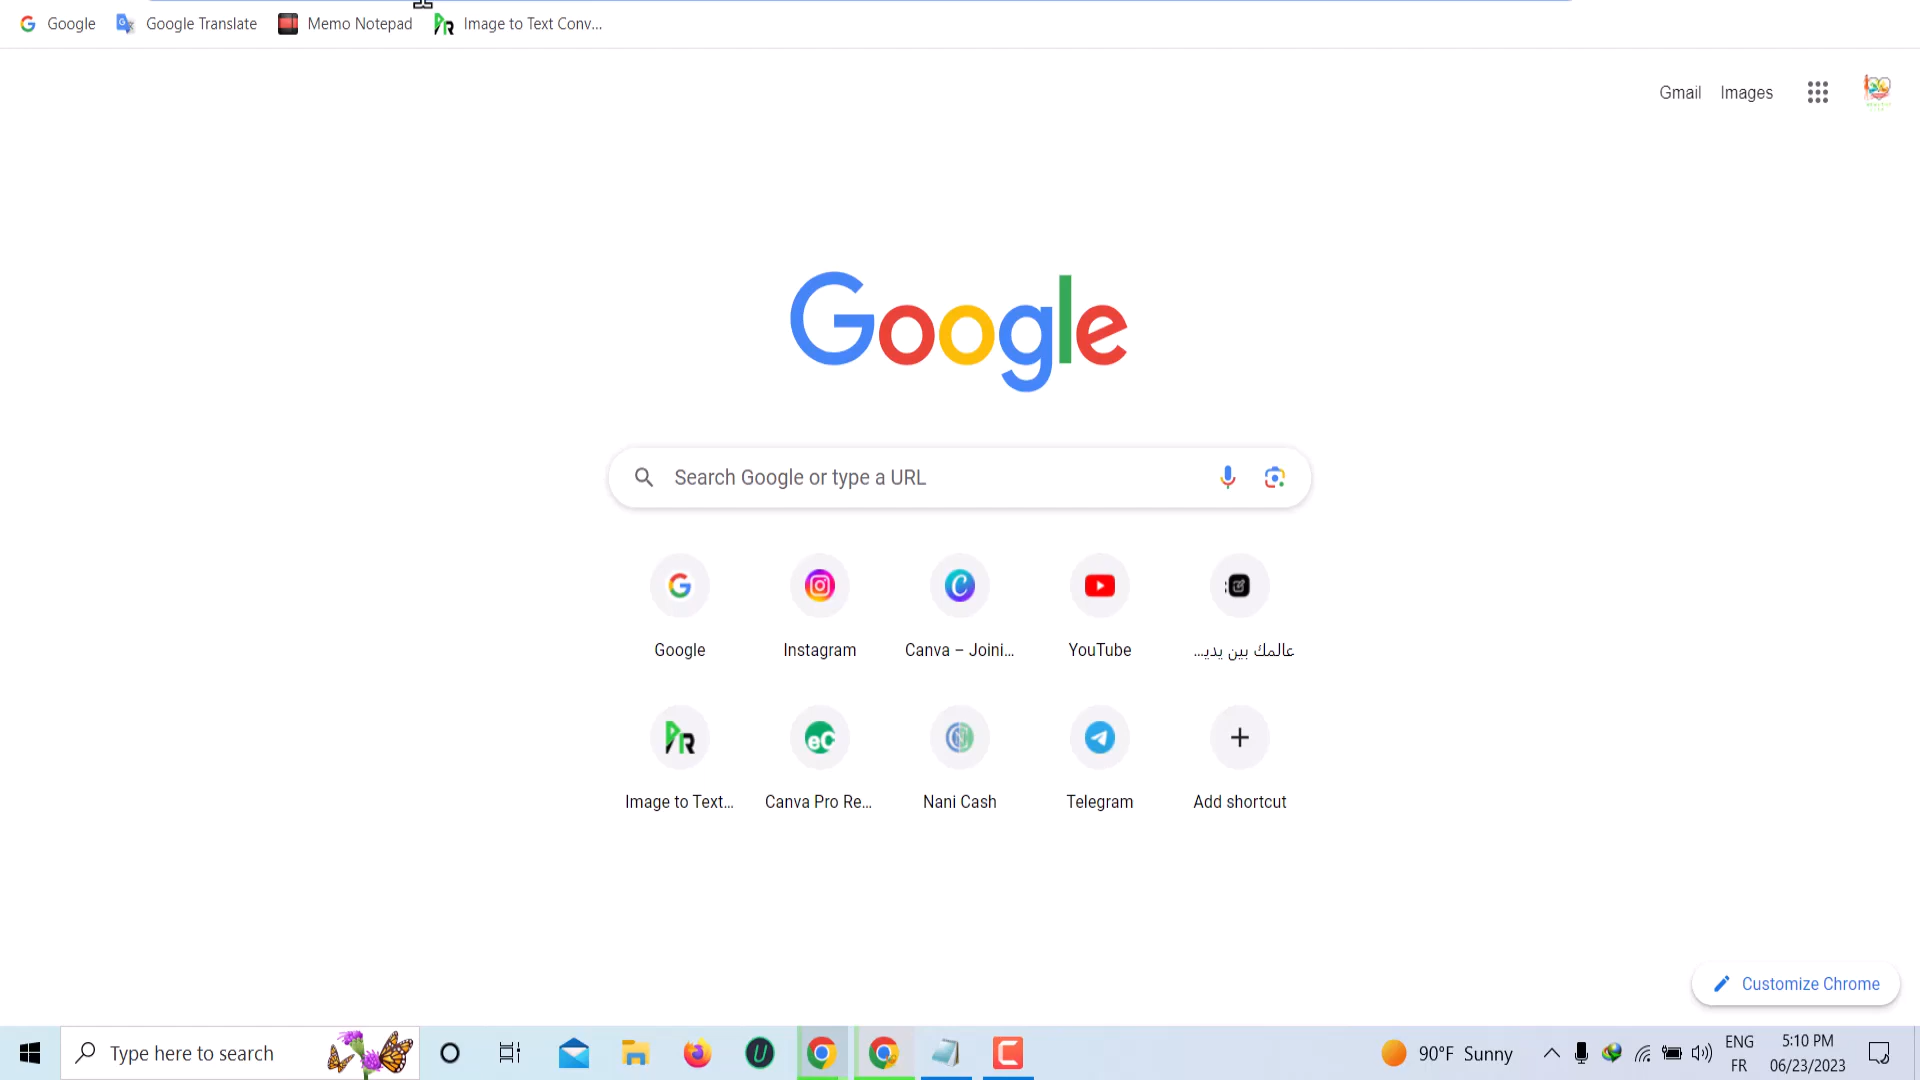 Google Google Translate Memo Notepad Image to Text Conv...
Gmail Images
Google
Search Google or type a URL
Google Instagram Canva – Joini... YouTube عالمك بين يدي...
Image to Text... Canva Pro Re... Nani Cash Telegram Add shortcut
Customize Chrome
Type here to search 90°F Sunny ENG 5:10 PM
FR 06/23/2023